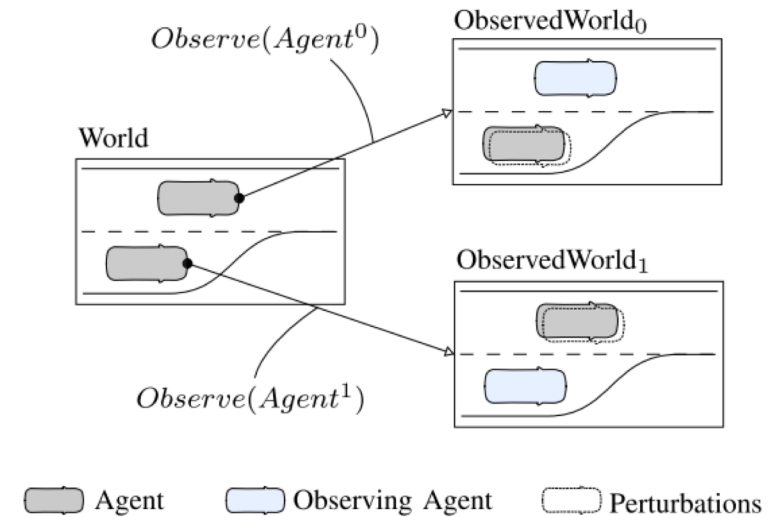 ObservedWorld₀
Observe(Agent⁰)
World
ObservedWorld₁
Observe(Agent¹)
Agent
Observing Agent
Perturbations